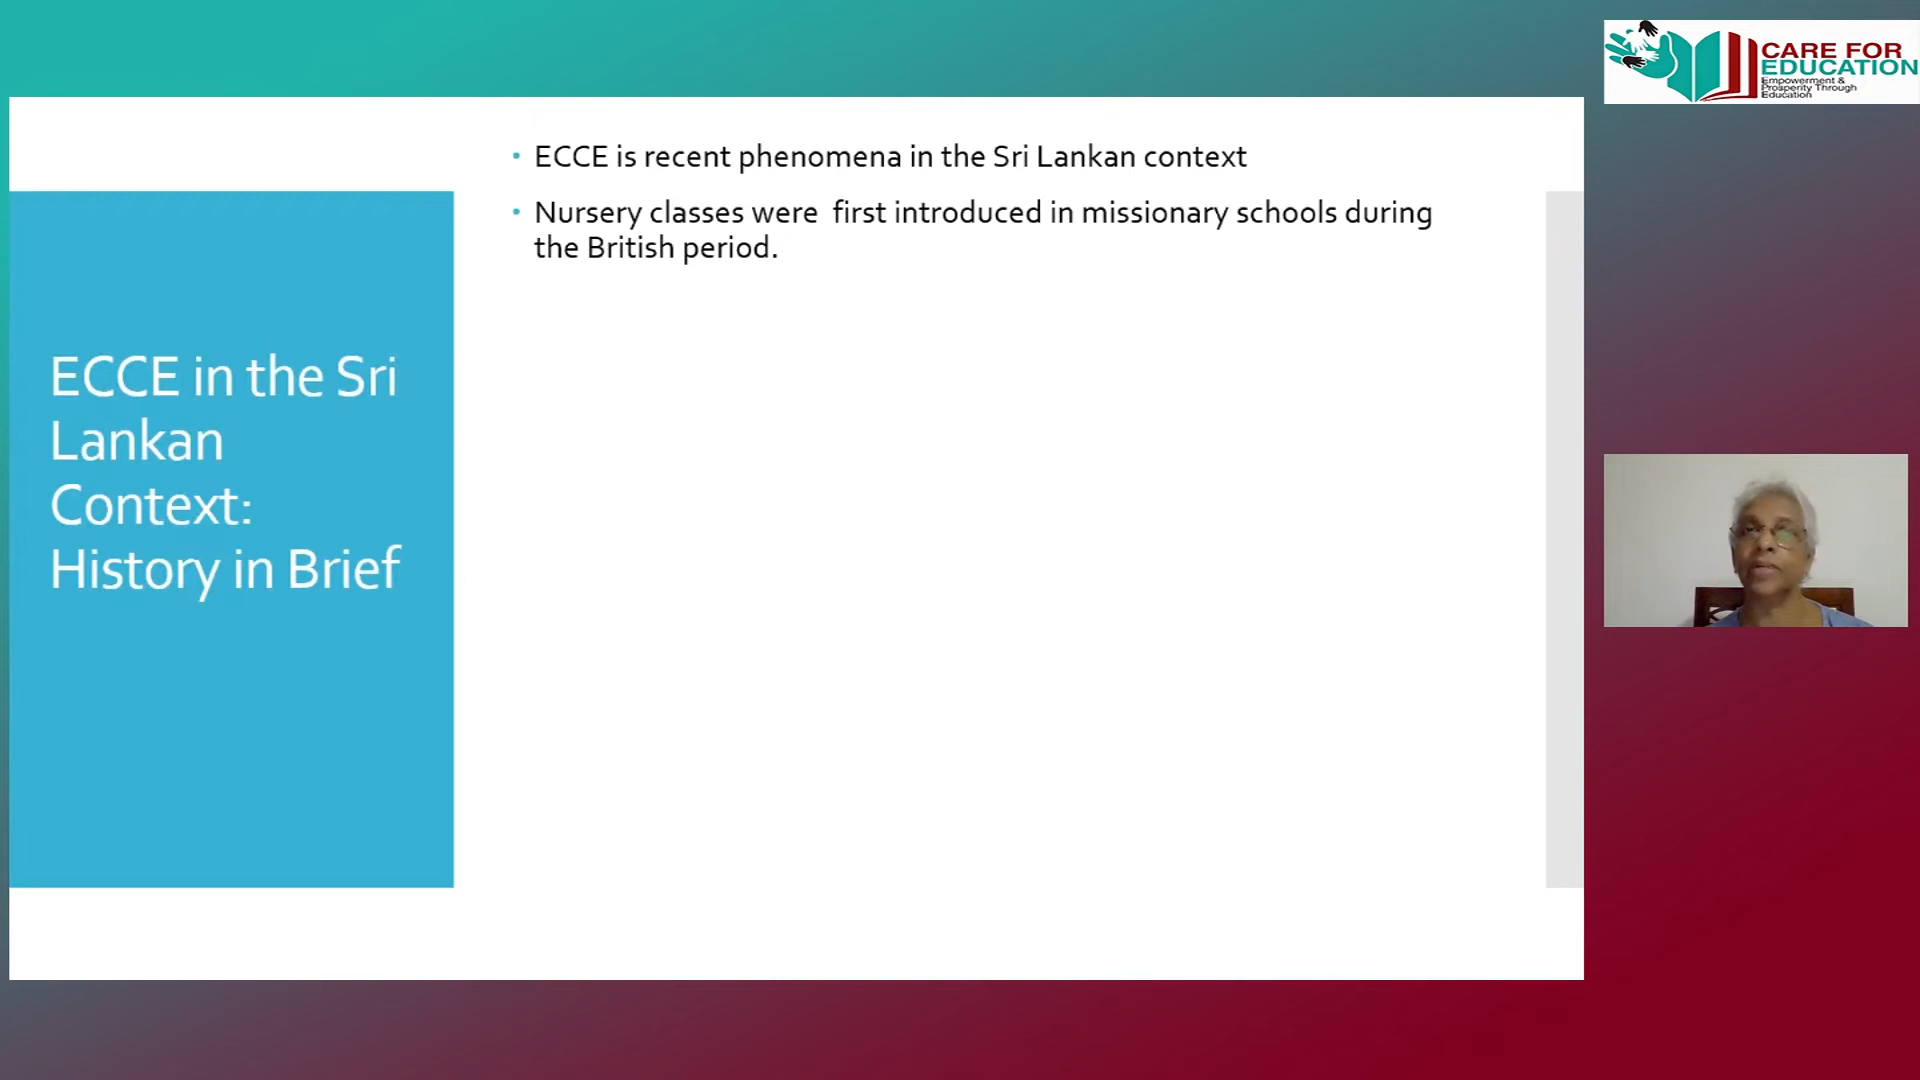 CARE FOR
EDUCATION
Empowerment &
Prosperity Through
Education
• ECCE is recent phenomena in the Sri Lankan context
• Nursery classes were first introduced in missionary schools during
the British period.
ECCE in the Sri
Lankan
Context:
History in Brief